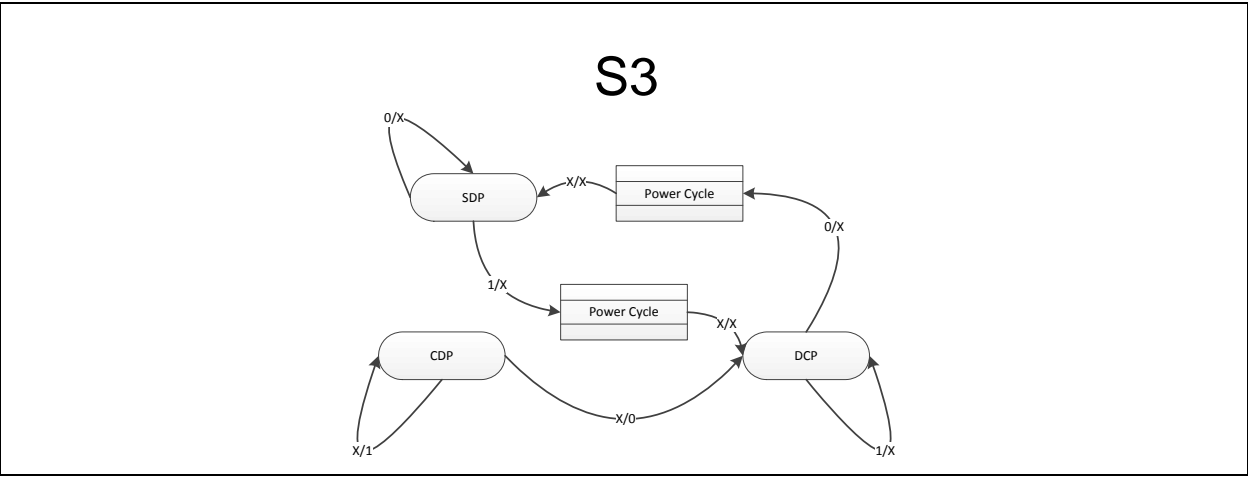 S3
0/X
X/X
Power Cycle
SDP
0/X
1/X
Power Cycle
X/X
CDP
DCP
X/0
X/1
1/X